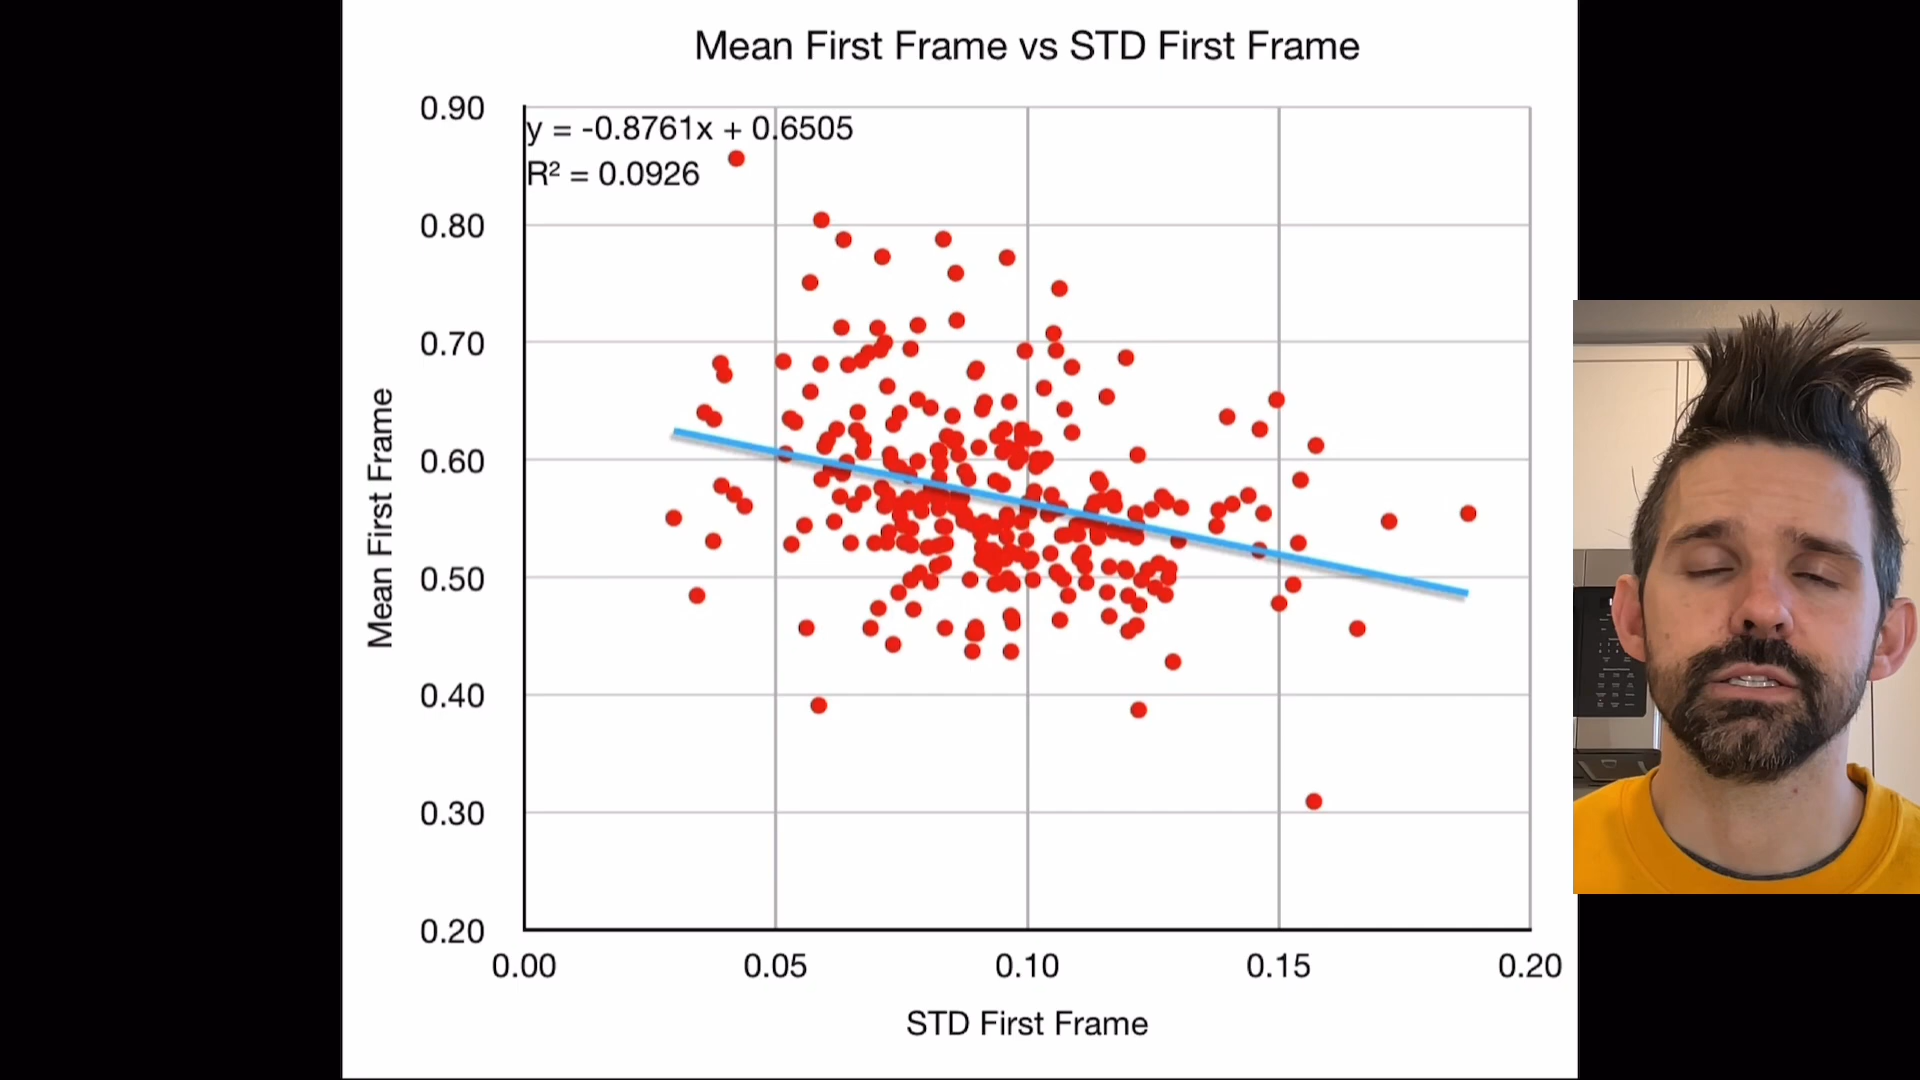 Mean First Frame vs STD First Frame
y = -0.8761x + 0.6505
R² = 0.0926
0.90
0.80
0.70
0.60
0.50
0.40
0.30
0.20
Mean First Frame
0.00 0.05 0.10 0.15 0.20
STD First Frame